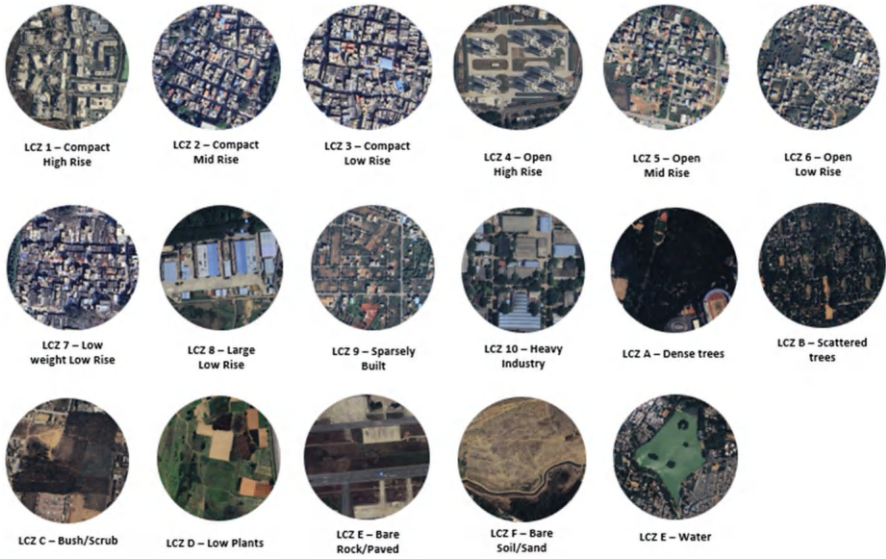 LCZ 1 – Compact
High Rise
LCZ 2 – Compact
Mid Rise
LCZ 3 – Compact
Low Rise
LCZ 4 – Open
High Rise
LCZ 5 – Open
Mid Rise
LCZ 6 – Open
Low Rise
LCZ 7 – Low
weight Low Rise
LCZ 8 – Large
Low Rise
LCZ 9 – Sparsely
Built
LCZ 10 – Heavy
Industry
LCZ A – Dense trees
LCZ B – Scattered
trees
LCZ C – Bush/Scrub
LCZ D – Low Plants
LCZ E – Bare
Rock/Paved
LCZ F – Bare
Soil/Sand
LCZ E – Water